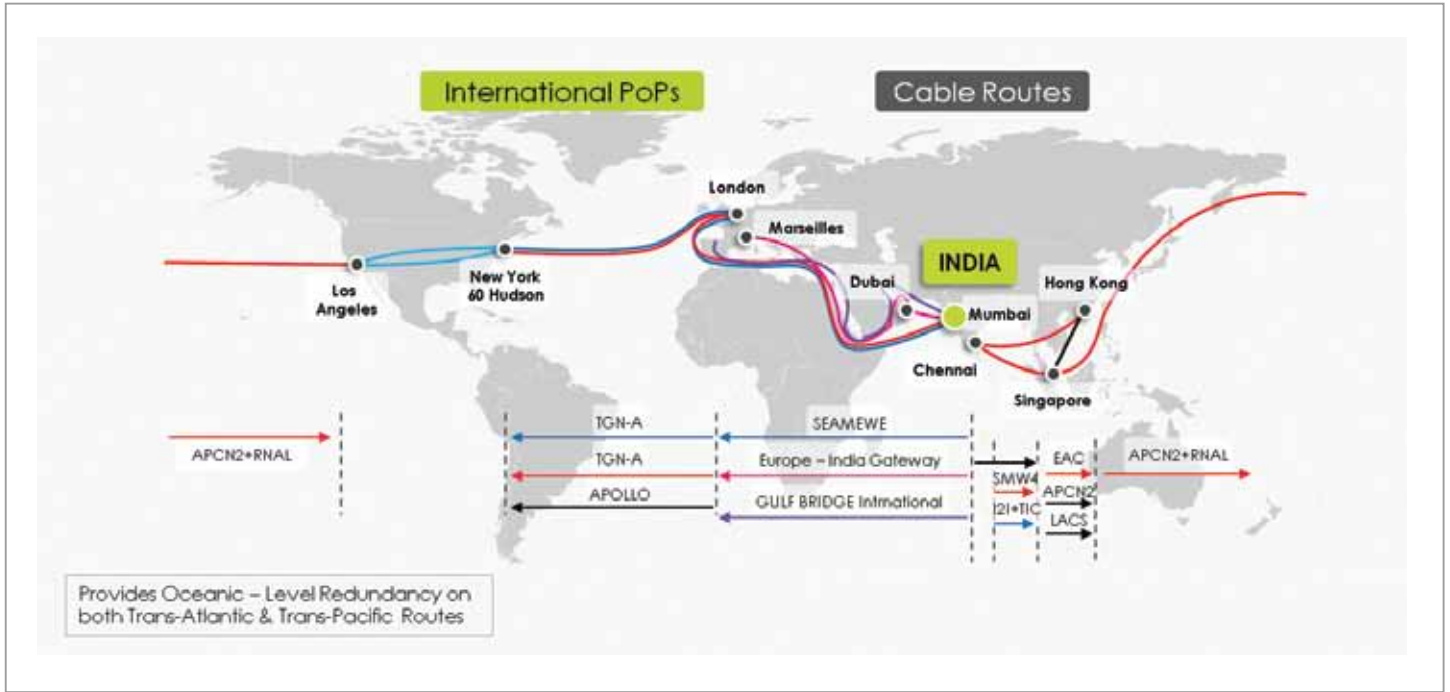 International PoPs
Cable Routes
London
Marseilles
INDIA
Dubai
Hong Kong
Los
Angeles
New York
60 Hudson
Mumbai
Chennai
Singapore
TGN-A
SEAMEWE
APCN2+RNAL
TGN-A
Europe – India Gateway
EAC
APCN2+RNAL
SMW4
APCN2
APOLLO
GULF BRIDGE Intrnational
I2I+TIC
LACS
Provides Oceanic – Level Redundancy on
both Trans-Atlantic & Trans-Pacific Routes